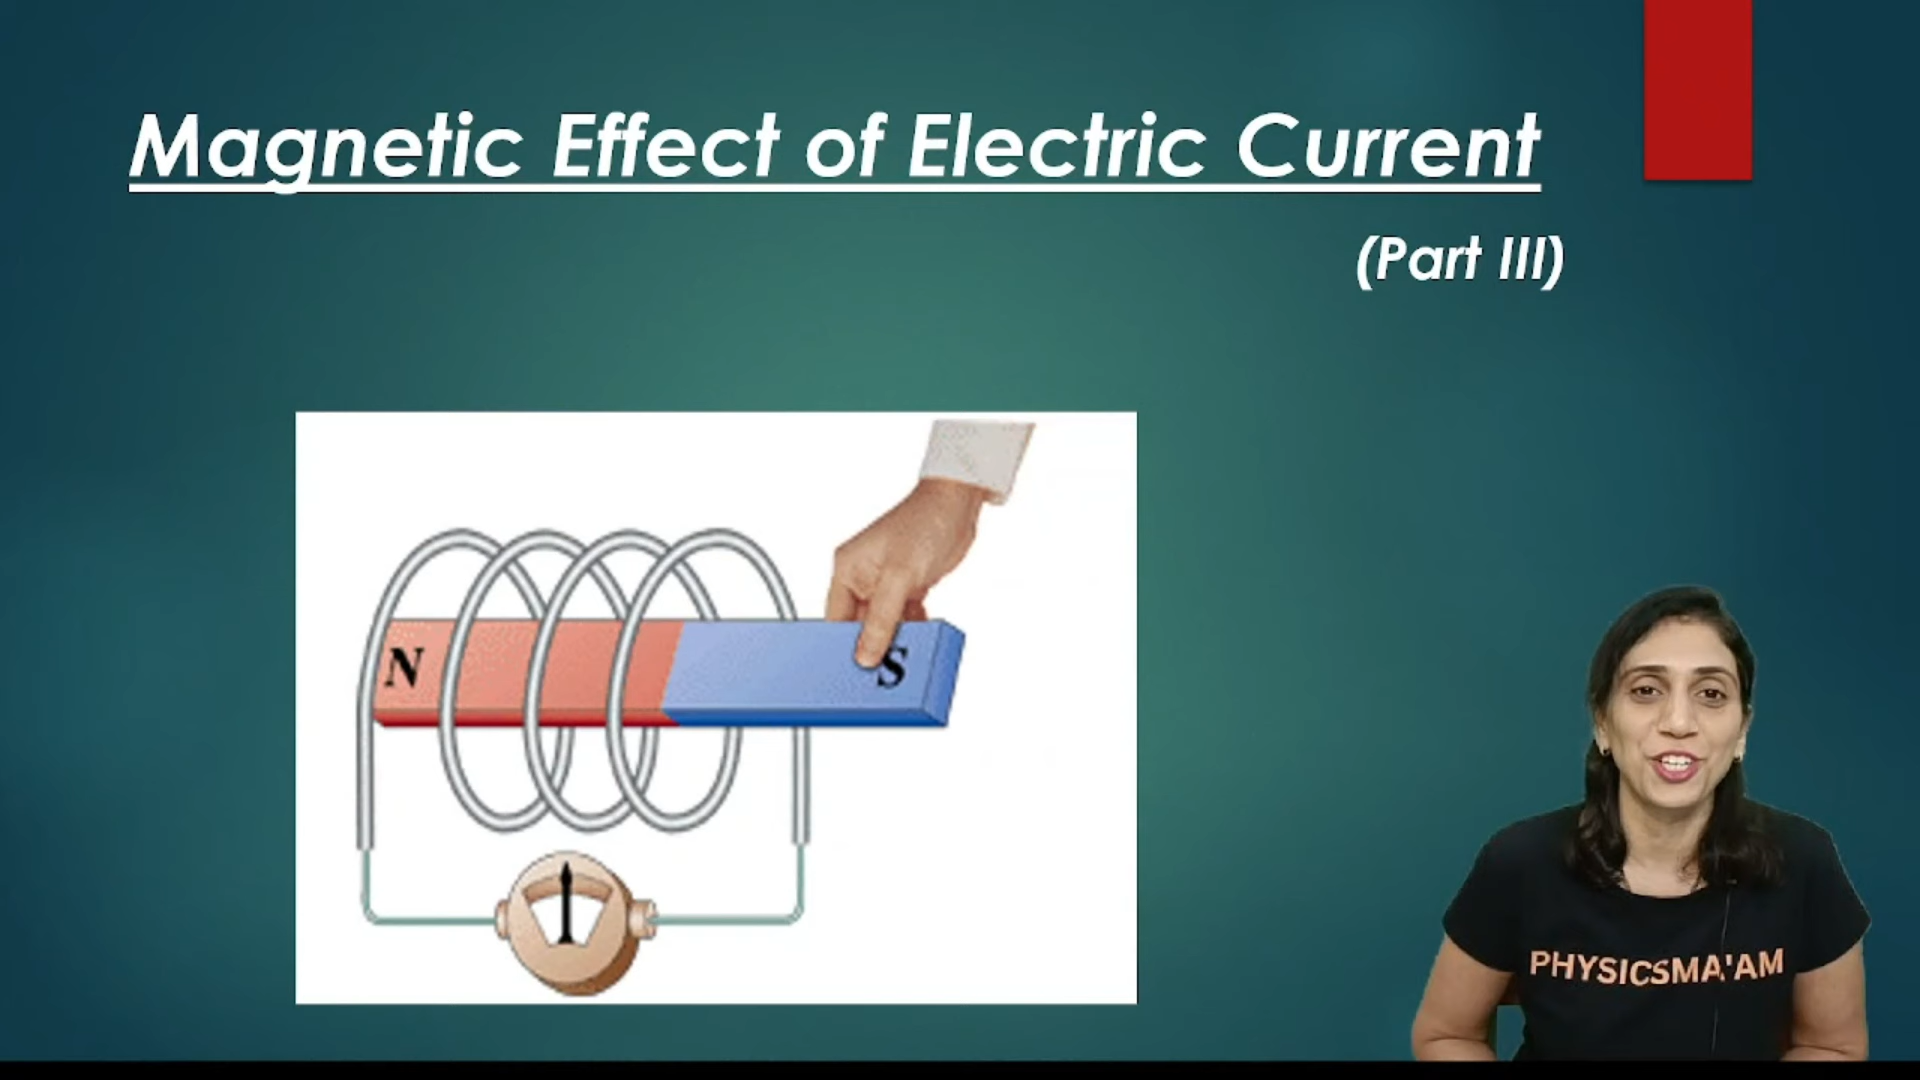 Magnetic Effect of Electric Current
(Part III)
N
S
PHYSICSMA'AM